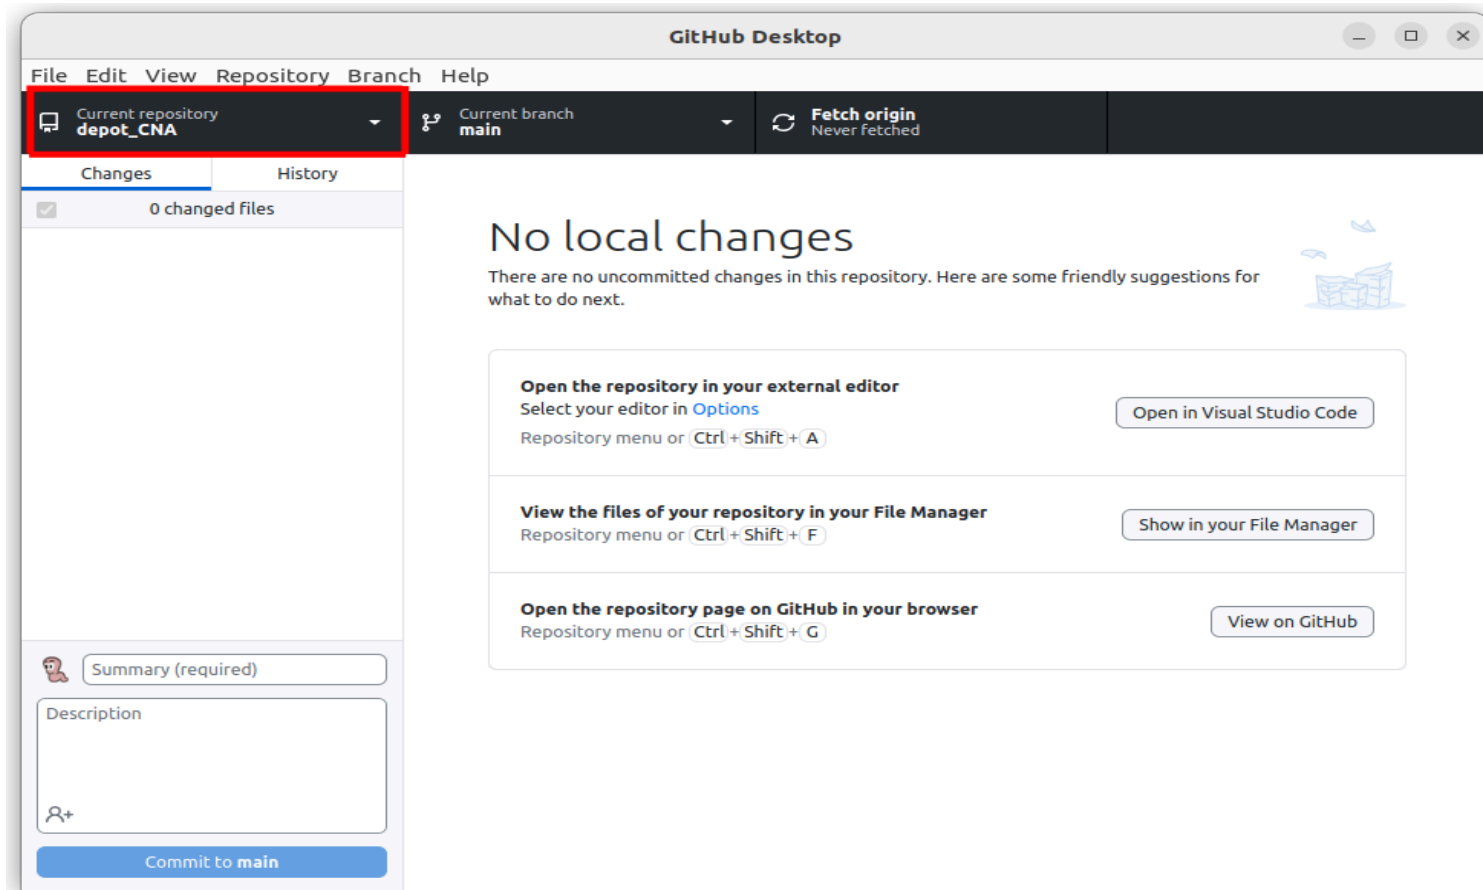 GitHub Desktop
File Edit View Repository Branch Help
Current repository
depot_CNA
Current branch
main
Fetch origin
Never fetched
Changes History
0 changed files
No local changes
There are no uncommitted changes in this repository. Here are some friendly suggestions for
what to do next.
Open the repository in your external editor
Select your editor in Options
Repository menu or Ctrl+Shift+A
Open in Visual Studio Code
View the files of your repository in your File Manager
Repository menu or Ctrl+Shift+F
Show in your File Manager
Open the repository page on GitHub in your browser
Repository menu or Ctrl+Shift+G
View on GitHub
Summary (required)
Description
Commit to main